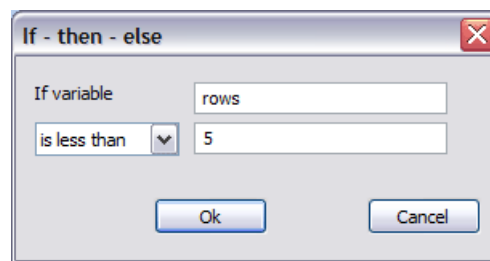 If - then - else
If variable rows
is less than 5
Ok Cancel